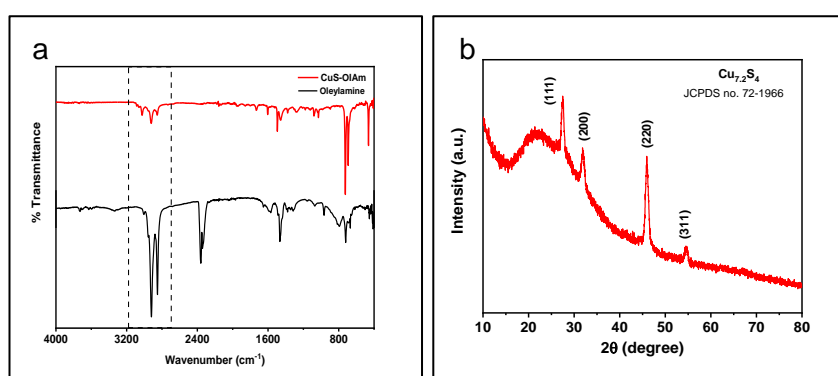 a
CuS-OlAm
Oleylamine
% Transmittance
4000 3200 2400 1600 800
Wavenumber (cm⁻¹)
b
Cu₇.₂S₄
JCPDS no. 72-1966
(111)
(200)
(220)
(311)
Intensity (a.u.)
10 20 30 40 50 60 70 80
2θ (degree)